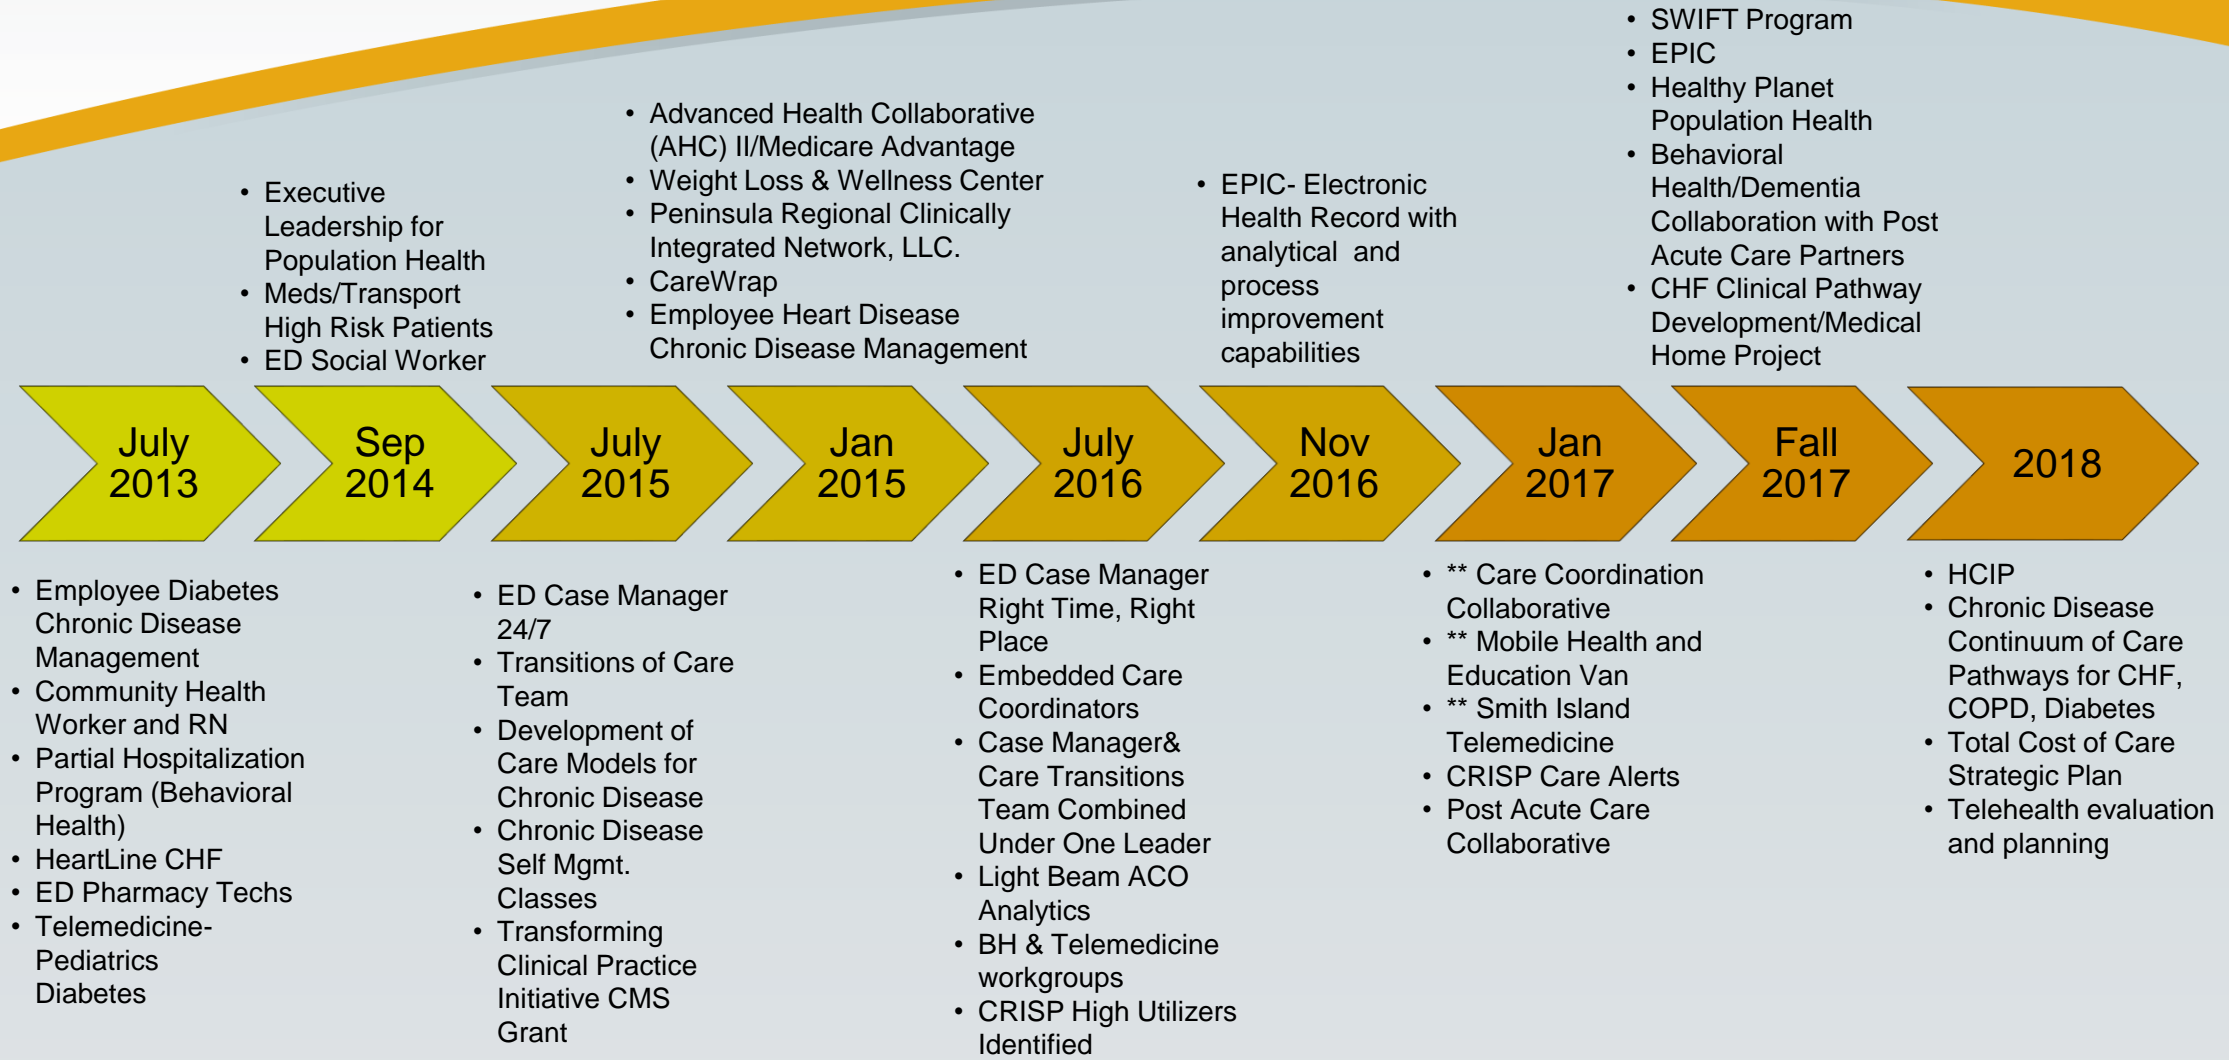 • Executive
Leadership for
Population Health
• Meds/Transport
High Risk Patients
• ED Social Worker
• Advanced Health Collaborative
(AHC) II/Medicare Advantage
• Weight Loss & Wellness Center
• Peninsula Regional Clinically
Integrated Network, LLC.
• CareWrap
• Employee Heart Disease
Chronic Disease Management
• EPIC- Electronic
Health Record with
analytical  and
process
improvement
capabilities
• SWIFT Program
• EPIC
• Healthy Planet
Population Health
• Behavioral
Health/Dementia
Collaboration with Post
Acute Care Partners
• CHF Clinical Pathway
Development/Medical
Home Project
July
2013
Sep
2014
July
2015
Jan
2015
July
2016
Nov
2016
Jan
2017
Fall
2017
2018
• Employee Diabetes
Chronic Disease
Management
• Community Health
Worker and RN
• Partial Hospitalization
Program (Behavioral
Health)
• HeartLine CHF
• ED Pharmacy Techs
• Telemedicine-
Pediatrics
Diabetes
• ED Case Manager
24/7
• Transitions of Care
Team
• Development of
Care Models for
Chronic Disease
• Chronic Disease
Self Mgmt.
Classes
• Transforming
Clinical Practice
Initiative CMS
Grant
• ED Case Manager
Right Time, Right
Place
• Embedded Care
Coordinators
• Case Manager&
Care Transitions
Team Combined
Under One Leader
• Light Beam ACO
Analytics
• BH & Telemedicine
workgroups
• CRISP High Utilizers
Identified
• ** Care Coordination
Collaborative
• ** Mobile Health and
Education Van
• ** Smith Island
Telemedicine
• CRISP Care Alerts
• Post Acute Care
Collaborative
• HCIP
• Chronic Disease
Continuum of Care
Pathways for CHF,
COPD, Diabetes
• Total Cost of Care
Strategic Plan
• Telehealth evaluation
and planning